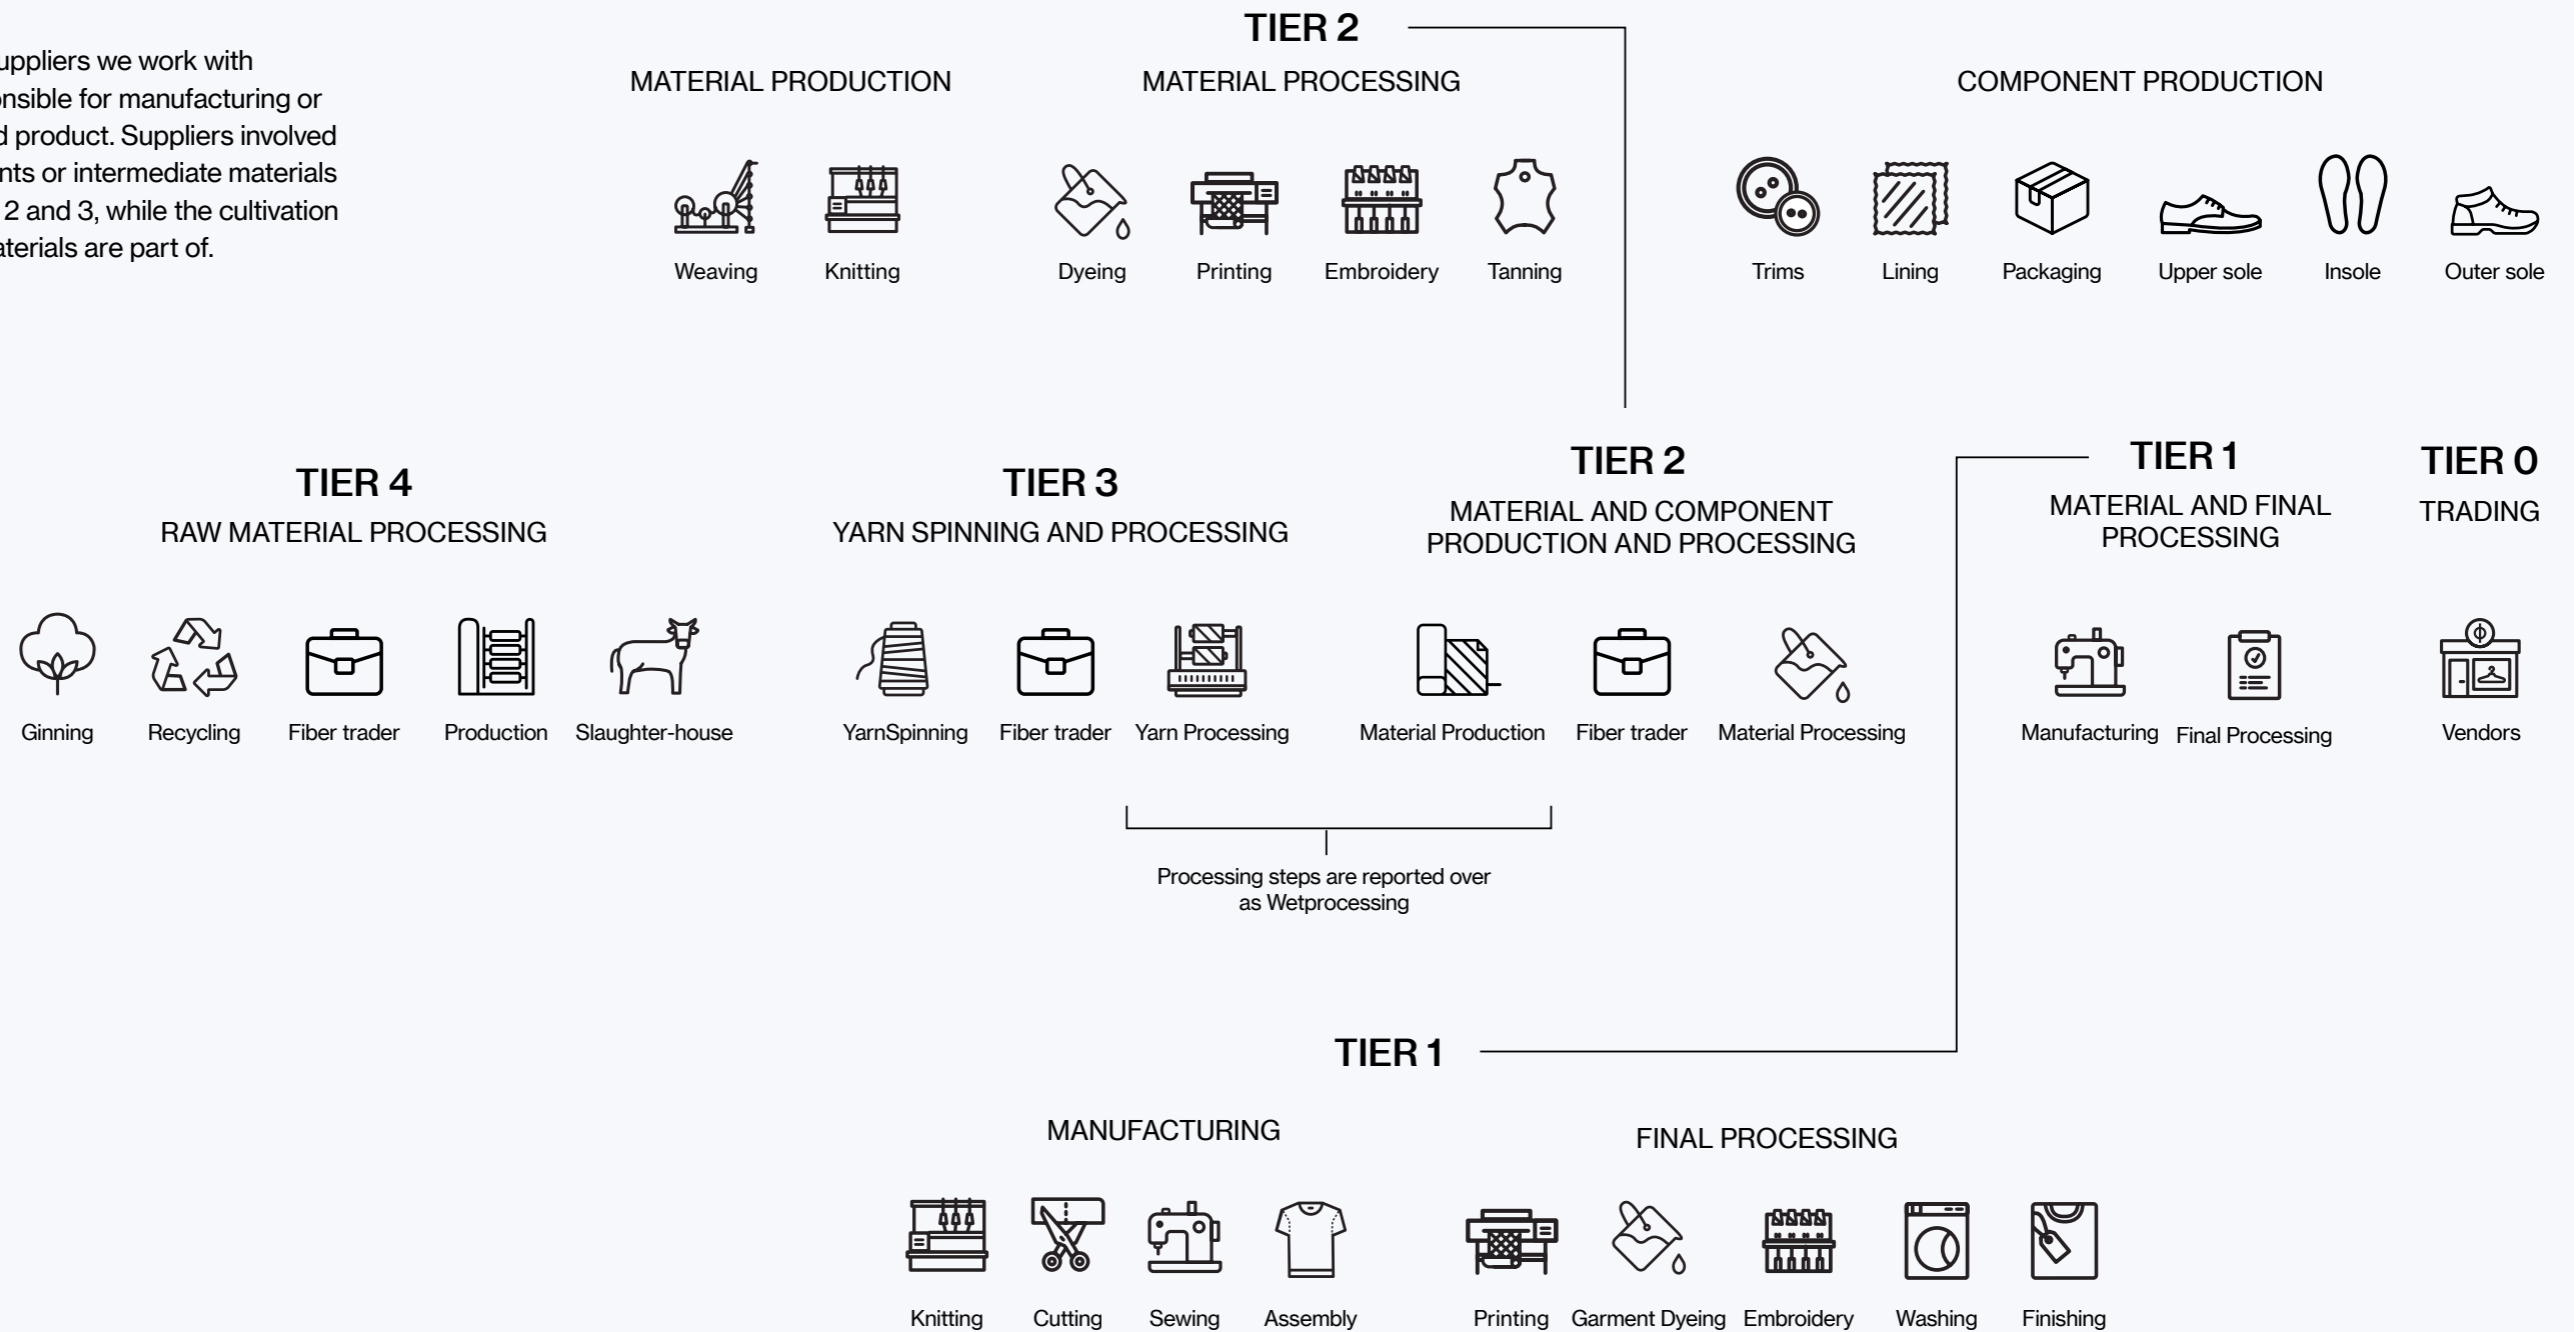 uppliers we work with
onsible for manufacturing or
d product. Suppliers involved
nts or intermediate materials
2 and 3, while the cultivation
aterials are part of.
TIER 2
MATERIAL PRODUCTION
MATERIAL PROCESSING
COMPONENT PRODUCTION
Weaving
Knitting
Dyeing
Printing
Embroidery
Tanning
Trims
Lining
Packaging
Upper sole
Insole
Outer sole
TIER 4
RAW MATERIAL PROCESSING
Ginning
Recycling
Fiber trader
Production
Slaughter-house
TIER 3
YARN SPINNING AND PROCESSING
YarnSpinning
Fiber trader
Yarn Processing
TIER 2
MATERIAL AND COMPONENT
PRODUCTION AND PROCESSING
Material Production
Fiber trader
Material Processing
TIER 1
MATERIAL AND FINAL
PROCESSING
Manufacturing
Final Processing
TIER 0
TRADING
Vendors
Processing steps are reported over
as Wetprocessing
TIER 1
MANUFACTURING
Knitting
Cutting
Sewing
Assembly
FINAL PROCESSING
Printing
Garment Dyeing
Embroidery
Washing
Finishing